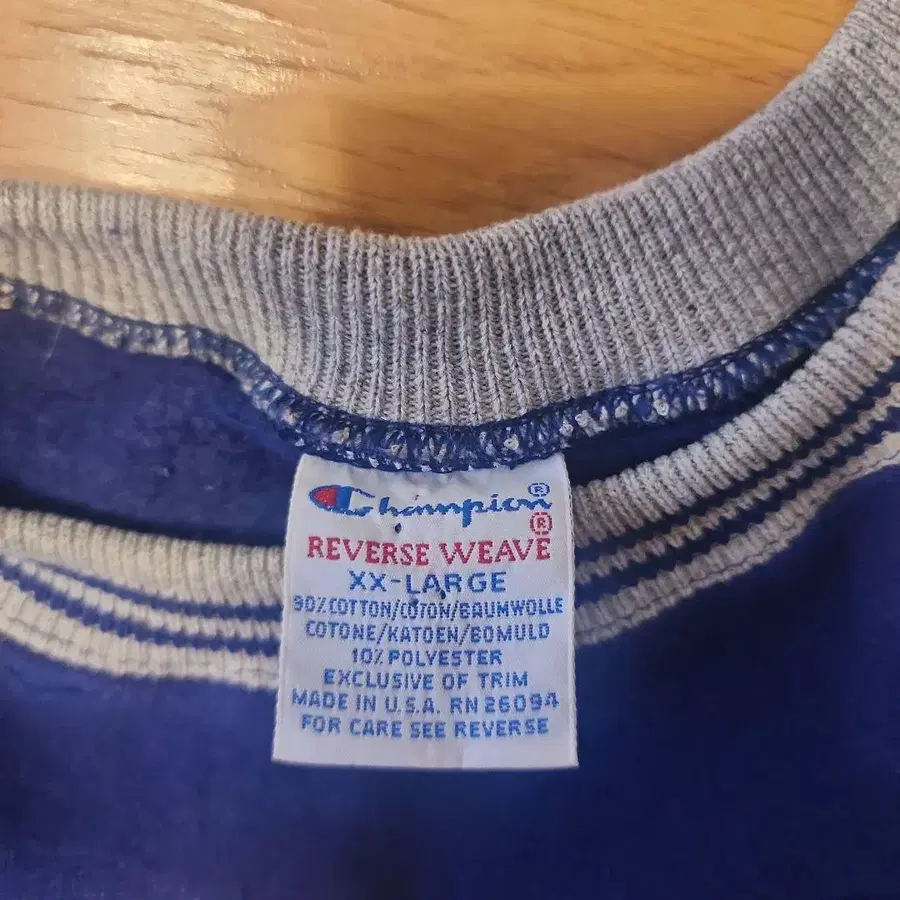 Champion®
REVERSE WEAVE®
XX-LARGE
90% COTTON/COTON/BAUMWOLLE
COTONE/KATOEN/BOMULD
10% POLYESTER
EXCLUSIVE OF TRIM
MADE IN U.S.A. RN 26094
FOR CARE SEE REVERSE